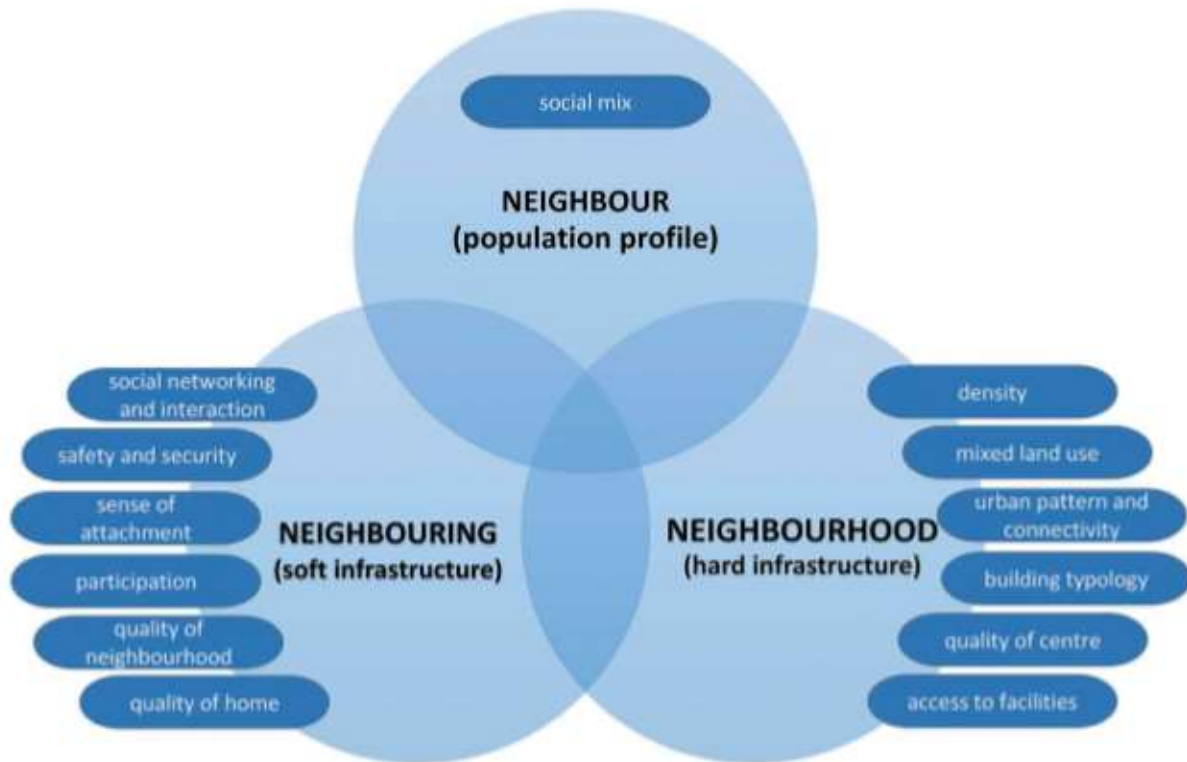 social mix
NEIGHBOUR
(population profile)
social networking
and interaction
safety and security
sense of
attachment
participation
quality of
neighbourhood
quality of home
NEIGHBOURING
(soft infrastructure)
NEIGHBOURHOOD
(hard infrastructure)
density
mixed land use
urban pattern and
connectivity
building typology
quality of centre
access to facilities